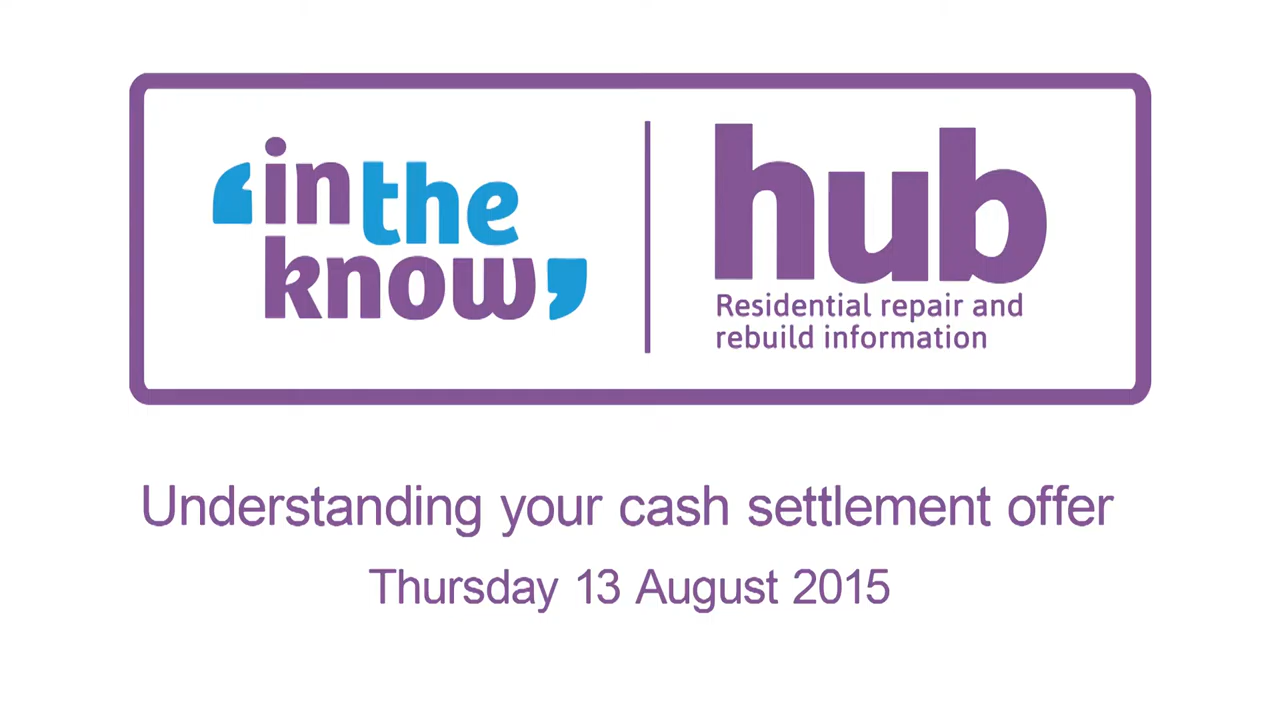 ‘in the
know’
hub
Residential repair and
rebuild information
Understanding your cash settlement offer
Thursday 13 August 2015